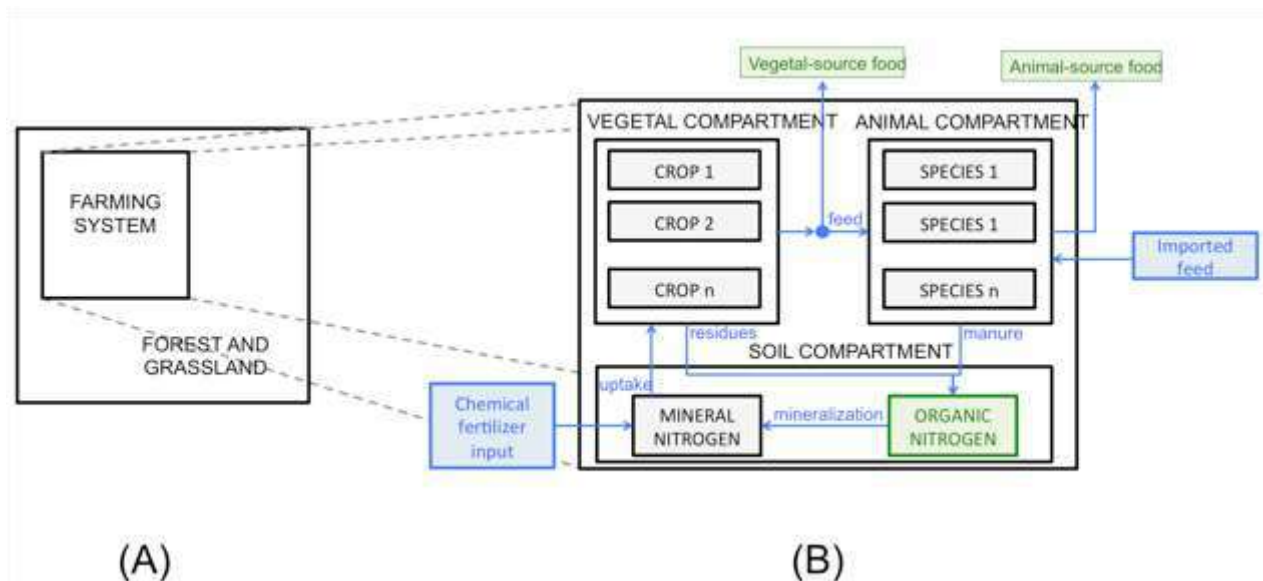 FARMING
SYSTEM
FOREST AND
GRASSLAND
(A)
Vegetal-source food
Animal-source food
VEGETAL COMPARTMENT
ANIMAL COMPARTMENT
CROP 1
CROP 2
CROP n
feed
SPECIES 1
SPECIES 1
SPECIES n
Imported
feed
residues
manure
SOIL COMPARTMENT
uptake
Chemical
fertilizer
input
MINERAL
NITROGEN
mineralization
ORGANIC
NITROGEN
(B)